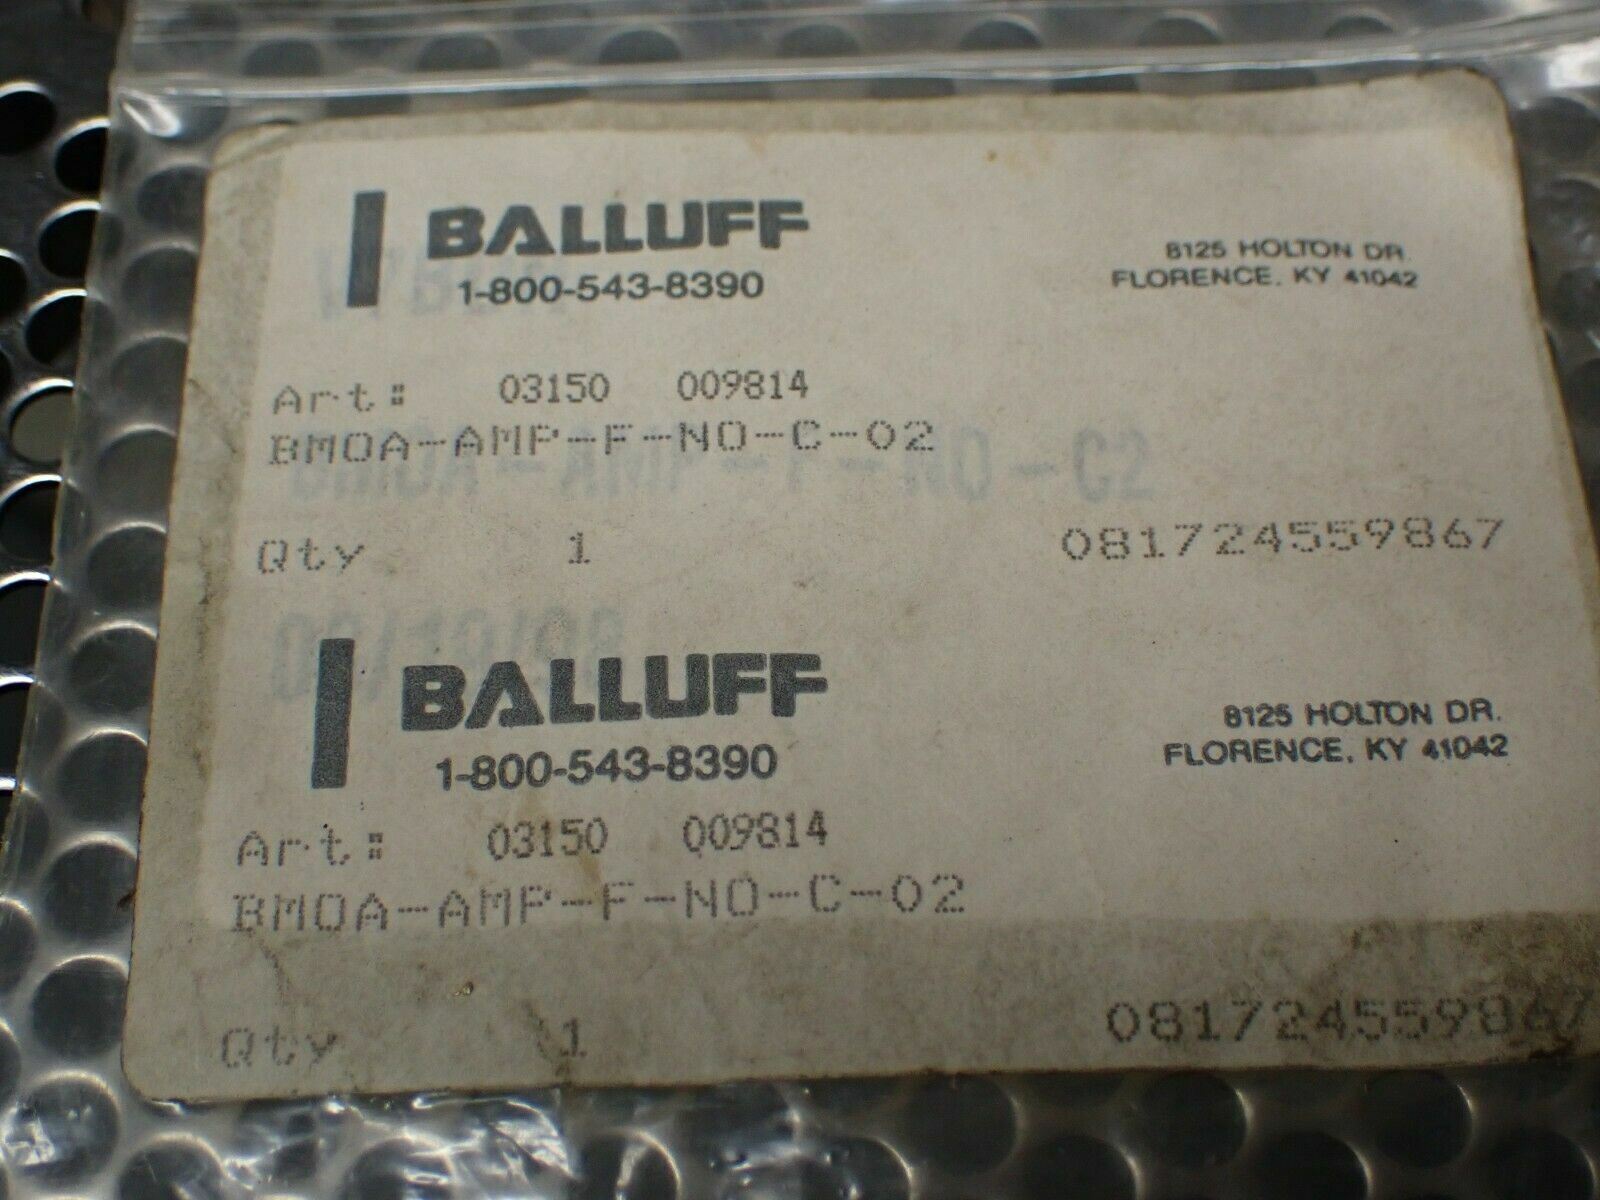 BALLUFF
1-800-543-8390
8125 HOLTON DR.
FLORENCE, KY 41042
Art: 03150 009814
BMOA-AMP-F-NO-C-02
Qty 1 081724559867
BALLUFF
1-800-543-8390
8125 HOLTON DR.
FLORENCE, KY 41042
Art: 03150 009814
BMOA-AMP-F-NO-C-02
Qty 1 081724559867